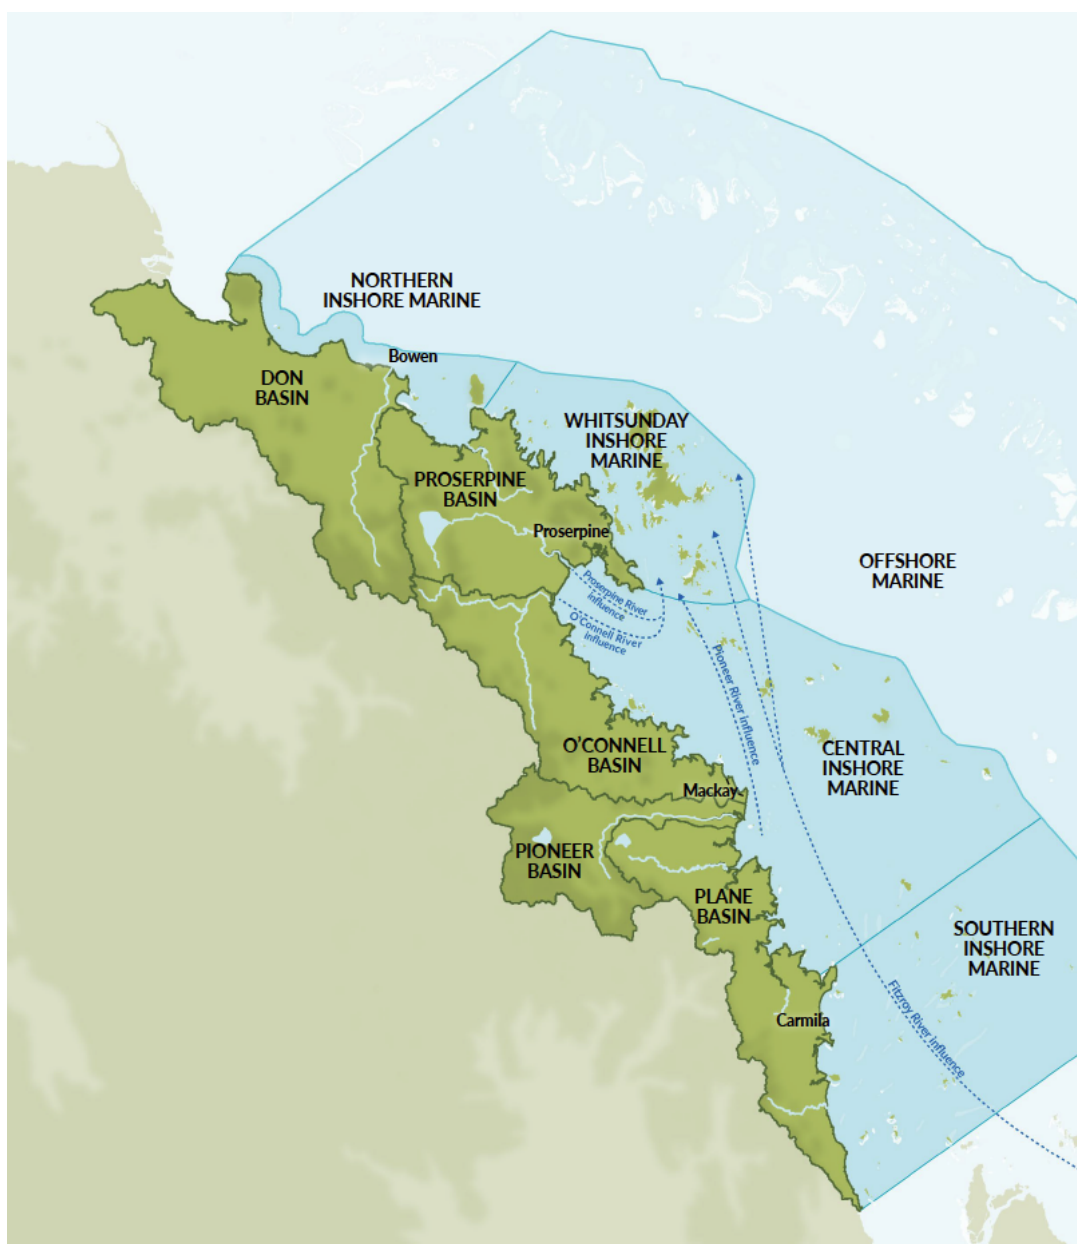 NORTHERN
INSHORE MARINE
Bowen
DON
BASIN
WHITSUNDAY
INSHORE
MARINE
PROSERPINE
BASIN
Proserpine
OFFSHORE
MARINE
Proserpine River
influence
O'Connell River
influence
Pioneer River influence
O'CONNELL
BASIN
CENTRAL
INSHORE
MARINE
Mackay
PIONEER
BASIN
PLANE
BASIN
SOUTHERN
INSHORE
MARINE
Fitzroy River influence
Carmila